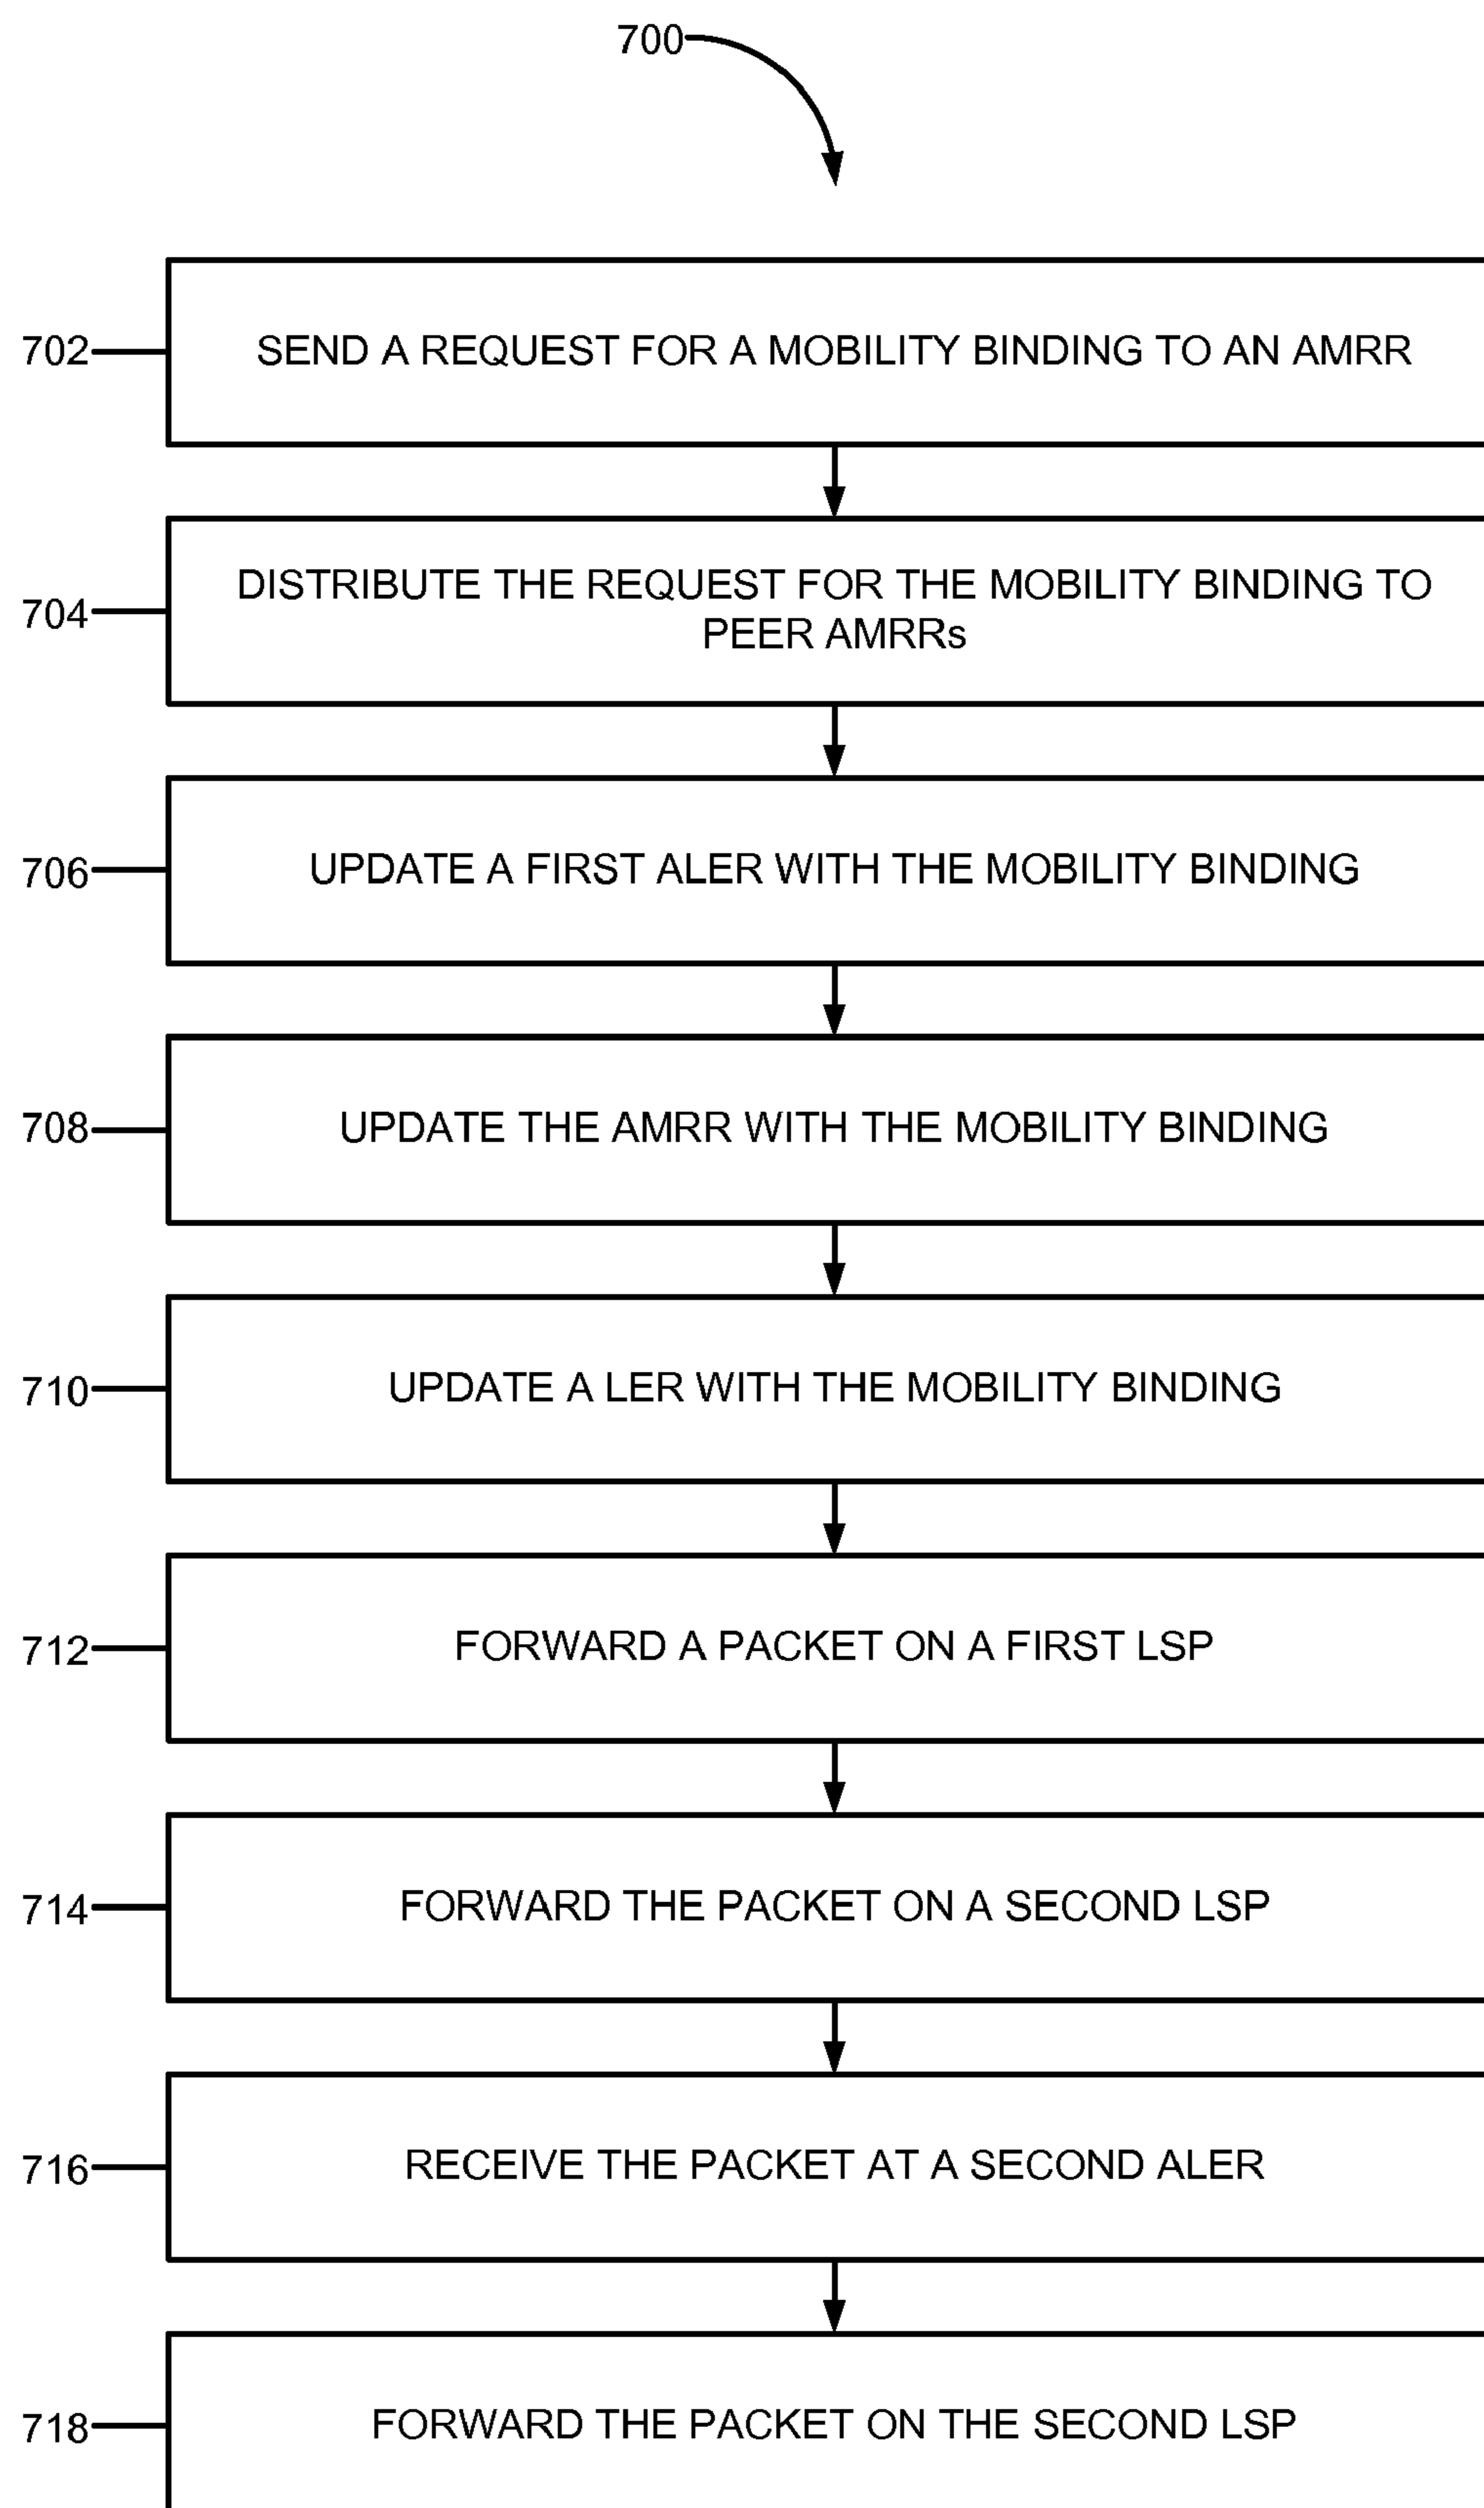 700
702
SEND A REQUEST FOR A MOBILITY BINDING TO AN AMRR
704
DISTRIBUTE THE REQUEST FOR THE MOBILITY BINDING TO
PEER AMRRs
706
UPDATE A FIRST ALER WITH THE MOBILITY BINDING
708
UPDATE THE AMRR WITH THE MOBILITY BINDING
710
UPDATE A LER WITH THE MOBILITY BINDING
712
FORWARD A PACKET ON A FIRST LSP
714
FORWARD THE PACKET ON A SECOND LSP
716
RECEIVE THE PACKET AT A SECOND ALER
718
FORWARD THE PACKET ON THE SECOND LSP